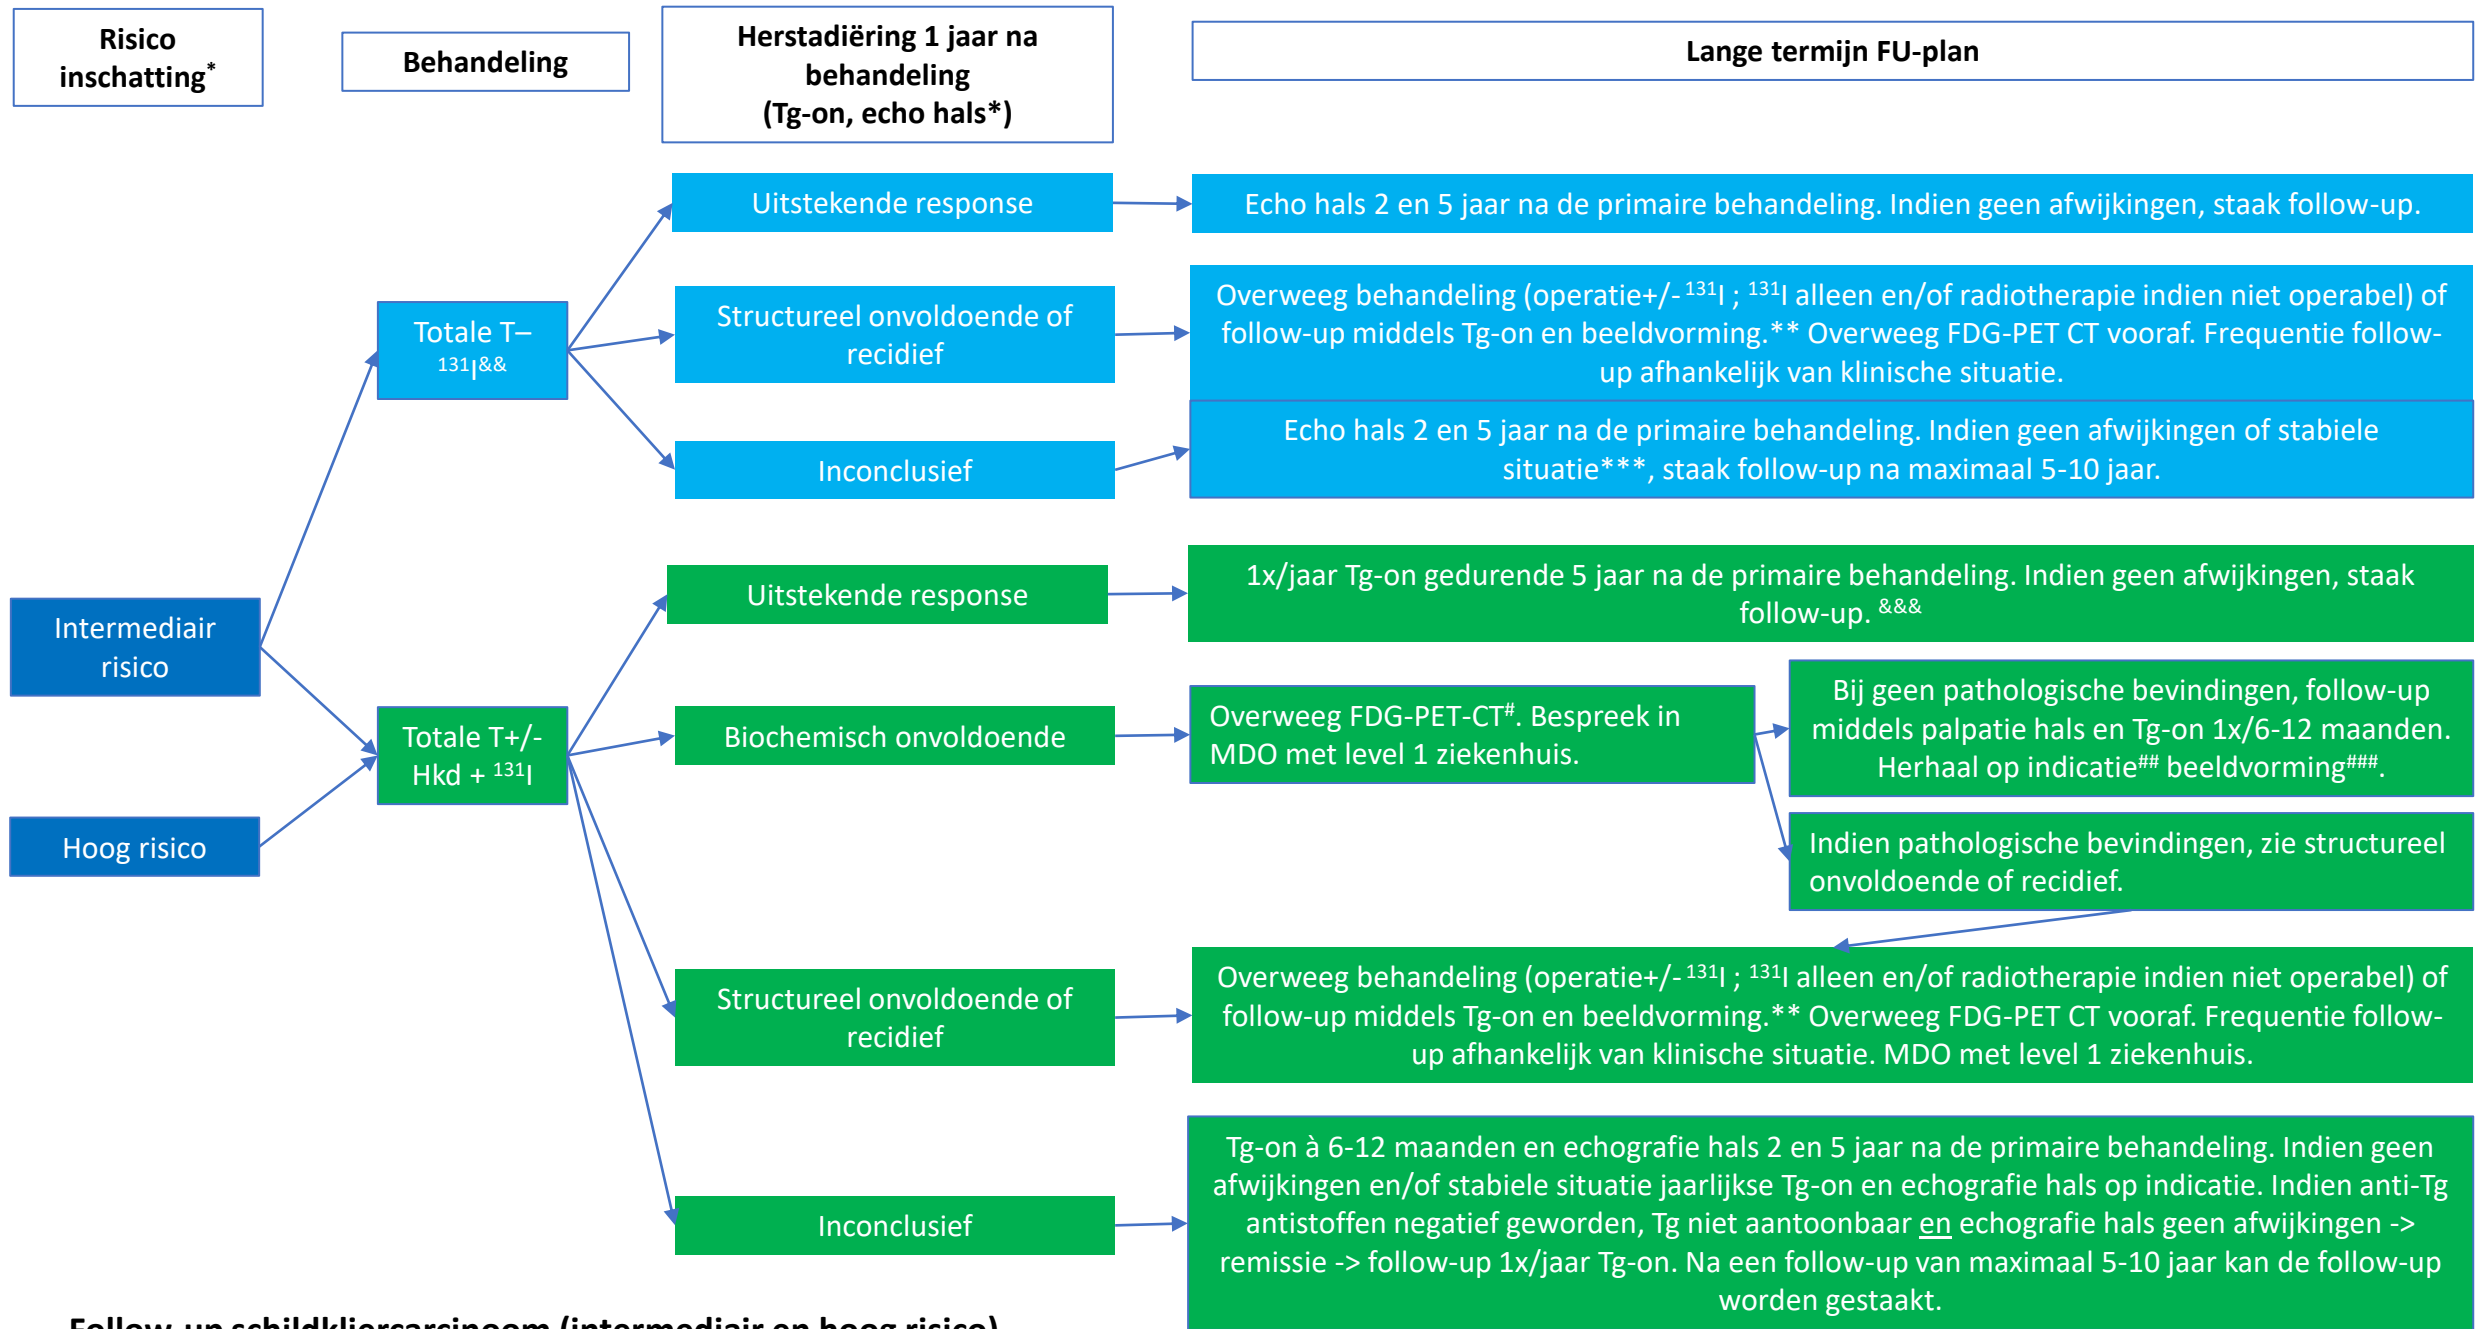 Risico
inschatting*
Behandeling
Herstadiëring 1 jaar na
behandeling
(Tg-on, echo hals*)
Lange termijn FU-plan
Uitstekende response
Echo hals 2 en 5 jaar na de primaire behandeling. Indien geen afwijkingen, staak follow-up.
Totale T–
131I&&
Structureel onvoldoende of
recidief
Overweeg behandeling (operatie+/- 131I ; 131I alleen en/of radiotherapie indien niet operabel) of
follow-up middels Tg-on en beeldvorming.** Overweeg FDG-PET CT vooraf. Frequentie follow-
up afhankelijk van klinische situatie.
Inconclusief
Echo hals 2 en 5 jaar na de primaire behandeling. Indien geen afwijkingen of stabiele
situatie***, staak follow-up na maximaal 5-10 jaar.
Intermediair
risico
Hoog risico
Totale T+/-
Hkd + 131I
Uitstekende response
1x/jaar Tg-on gedurende 5 jaar na de primaire behandeling. Indien geen afwijkingen, staak
follow-up. &&&
Biochemisch onvoldoende
Overweeg FDG-PET-CT#. Bespreek in
MDO met level 1 ziekenhuis.
Bij geen pathologische bevindingen, follow-up
middels palpatie hals en Tg-on 1x/6-12 maanden.
Herhaal op indicatie## beeldvorming###.
Indien pathologische bevindingen, zie structureel
onvoldoende of recidief.
Structureel onvoldoende of
recidief
Overweeg behandeling (operatie+/- 131I ; 131I alleen en/of radiotherapie indien niet operabel) of
follow-up middels Tg-on en beeldvorming.** Overweeg FDG-PET CT vooraf. Frequentie follow-
up afhankelijk van klinische situatie. MDO met level 1 ziekenhuis.
Inconclusief
Tg-on à 6-12 maanden en echografie hals 2 en 5 jaar na de primaire behandeling. Indien geen
afwijkingen en/of stabiele situatie jaarlijkse Tg-on en echografie hals op indicatie. Indien anti-Tg
antistoffen negatief geworden, Tg niet aantoonbaar en echografie hals geen afwijkingen ->
remissie -> follow-up 1x/jaar Tg-on. Na een follow-up van maximaal 5-10 jaar kan de follow-up
worden gestaakt.
Follow-up schildkliercarcinoom (intermediair en hoog risico)